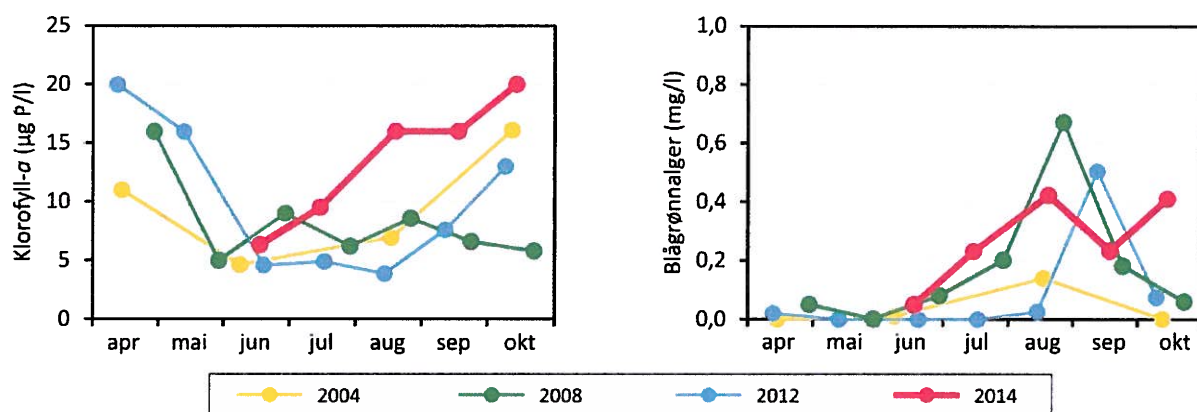 Klorofyll-a (µg P/l)
25
20
15
10
5
0
apr mai jun jul aug sep okt
Blågrønnalger (mg/l)
1,0
0,8
0,6
0,4
0,2
0,0
apr mai jun jul aug sep okt
2004 2008 2012 2014